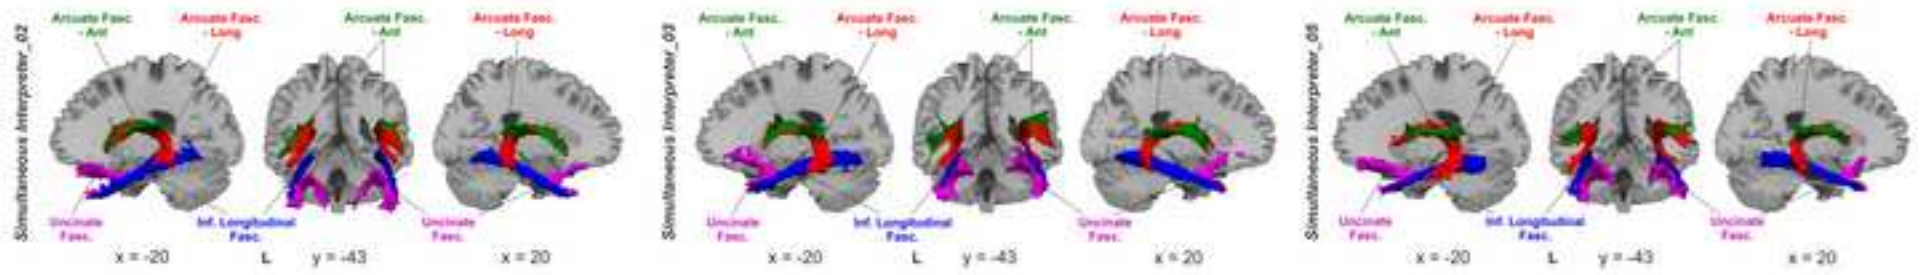 Simultaneous Interpreter_02
Arcuate Fasc.
- Ant
Arcuate Fasc.
- Long
Arcuate Fasc.
- Ant
Arcuate Fasc.
- Long
Uncinate
Fasc.
Inf. Longitudinal
Fasc.
Uncinate
Fasc.
x = -20
L
y = -43
x = 20
Simultaneous Interpreter_03
Arcuate Fasc.
- Ant
Arcuate Fasc.
- Long
Arcuate Fasc.
- Ant
Arcuate Fasc.
- Long
Uncinate
Fasc.
Inf. Longitudinal
Fasc.
Uncinate
Fasc.
x = -20
L
y = -43
x = 20
Simultaneous Interpreter_05
Arcuate Fasc.
- Ant
Arcuate Fasc.
- Long
Arcuate Fasc.
- Ant
Arcuate Fasc.
- Long
Uncinate
Fasc.
Inf. Longitudinal
Fasc.
Uncinate
Fasc.
x = -20
L
y = -43
x = 20